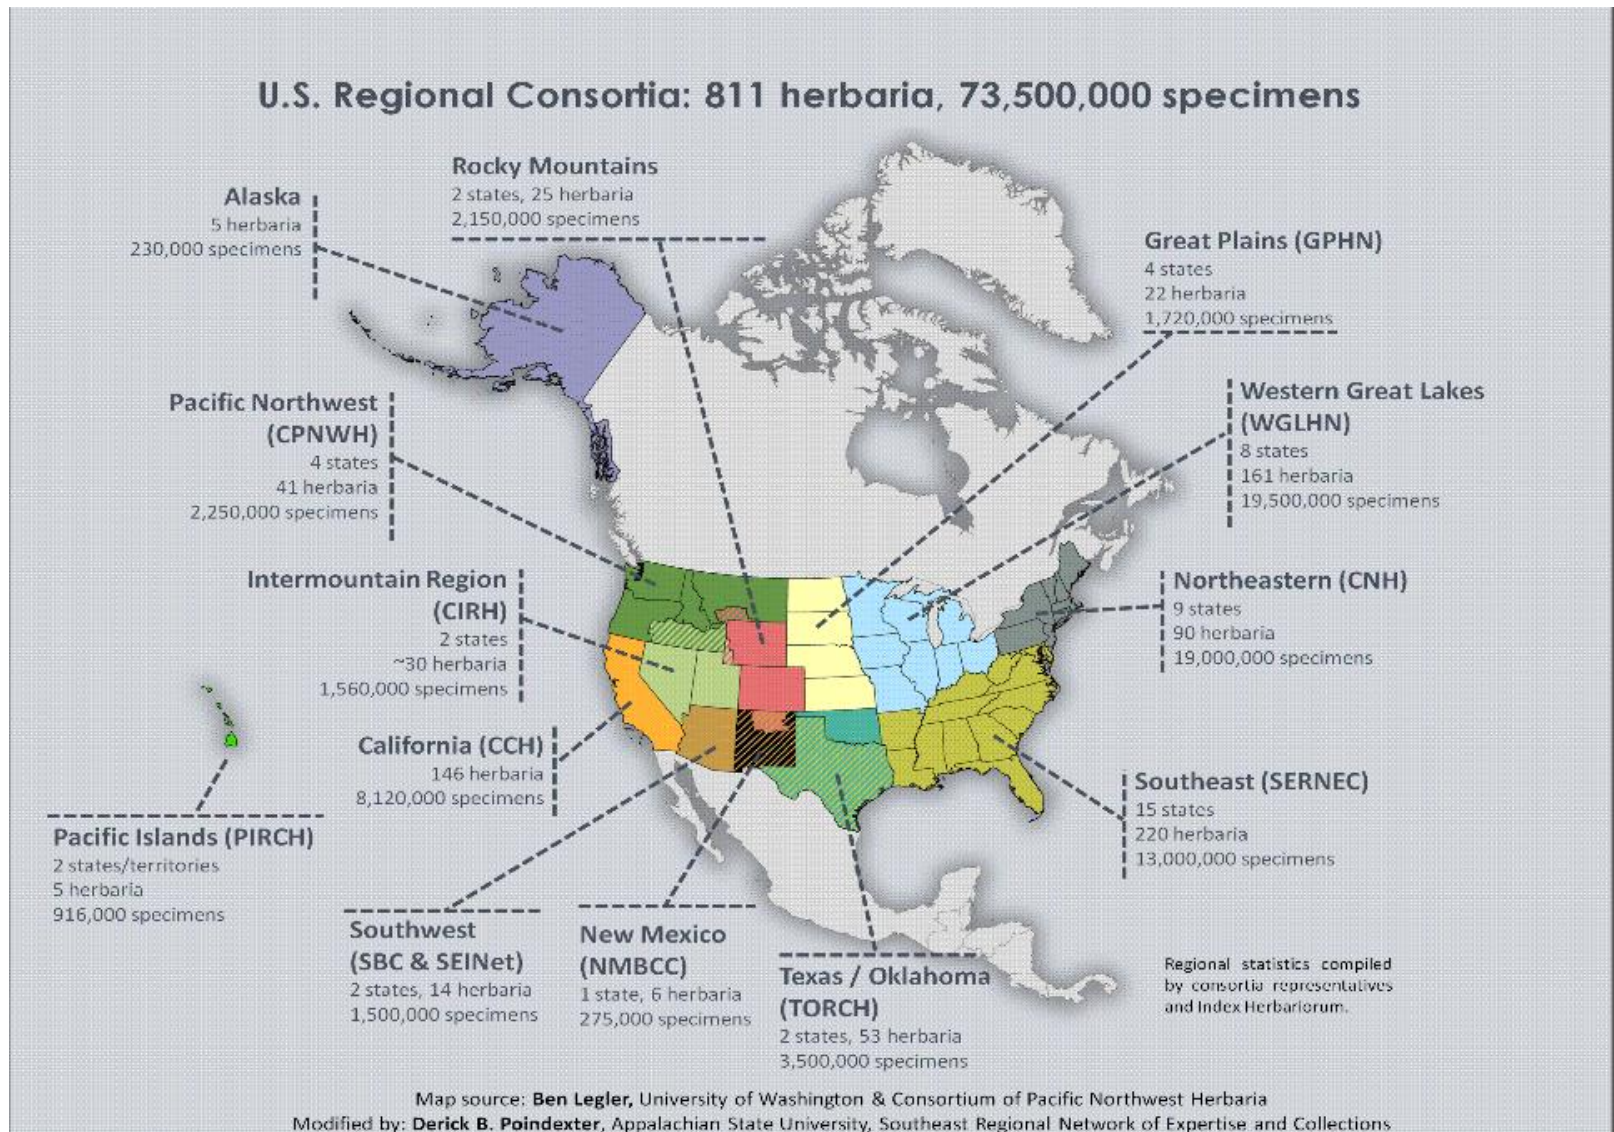 U.S. Regional Consortia: 811 herbaria, 73,500,000 specimens
Rocky Mountains
2 states, 25 herbaria
2,150,000 specimens
Alaska
5 herbaria
230,000 specimens
Great Plains (GPHN)
4 states
22 herbaria
1,720,000 specimens
Pacific Northwest
(CPNWH)
4 states
41 herbaria
2,250,000 specimens
Western Great Lakes
(WGLHN)
8 states
161 herbaria
19,500,000 specimens
Intermountain Region
(CIRH)
2 states
~30 herbaria
1,560,000 specimens
Northeastern (CNH)
9 states
90 herbaria
19,000,000 specimens
California (CCH)
146 herbaria
8,120,000 specimens
Southeast (SERNEC)
15 states
220 herbaria
13,000,000 specimens
Pacific Islands (PIRCH)
2 states/territories
5 herbaria
916,000 specimens
Southwest
(SBC & SEINet)
2 states, 14 herbaria
1,500,000 specimens
New Mexico
(NMBCC)
1 state, 6 herbaria
275,000 specimens
Texas / Oklahoma
(TORCH)
2 states, 53 herbaria
3,500,000 specimens
Regional statistics compiled
by consortia representatives
and Index Herbariorum.
Map source: Ben Legler, University of Washington & Consortium of Pacific Northwest Herbaria
Modified by: Derick B. Poindexter, Appalachian State University, Southeast Regional Network of Expertise and Collections